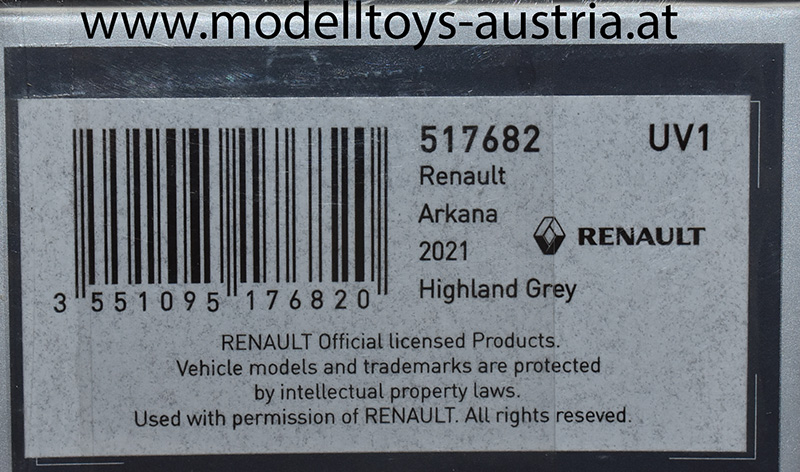 www.modelltoys-austria.at
517682 UV1
Renault
Arkana
2021
RENAULT
Highland Grey
3 551095 176820
RENAULT Official licensed Products.
Vehicle models and trademarks are protected
by intellectual property laws.
Used with permission of RENAULT. All rights reseved.